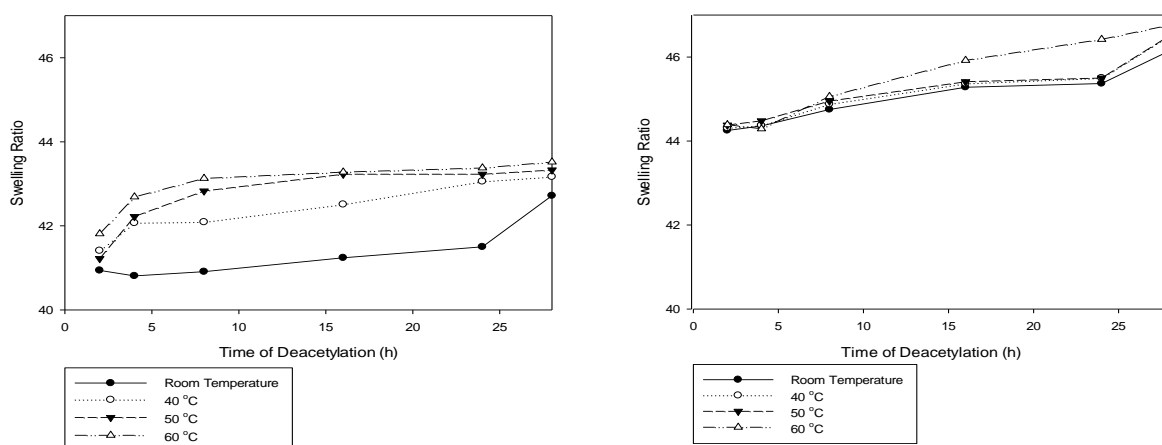 46
44
Swelling Ratio
42
40
0 5 10 15 20 25
Time of Deacetylation (h)
Room Temperature
40 °C
50 °C
60 °C
46
44
Swelling Ratio
42
40
0 5 10 15 20 25
Time of Deacetylation (h)
Room Temperature
40 °C
50 °C
60 °C